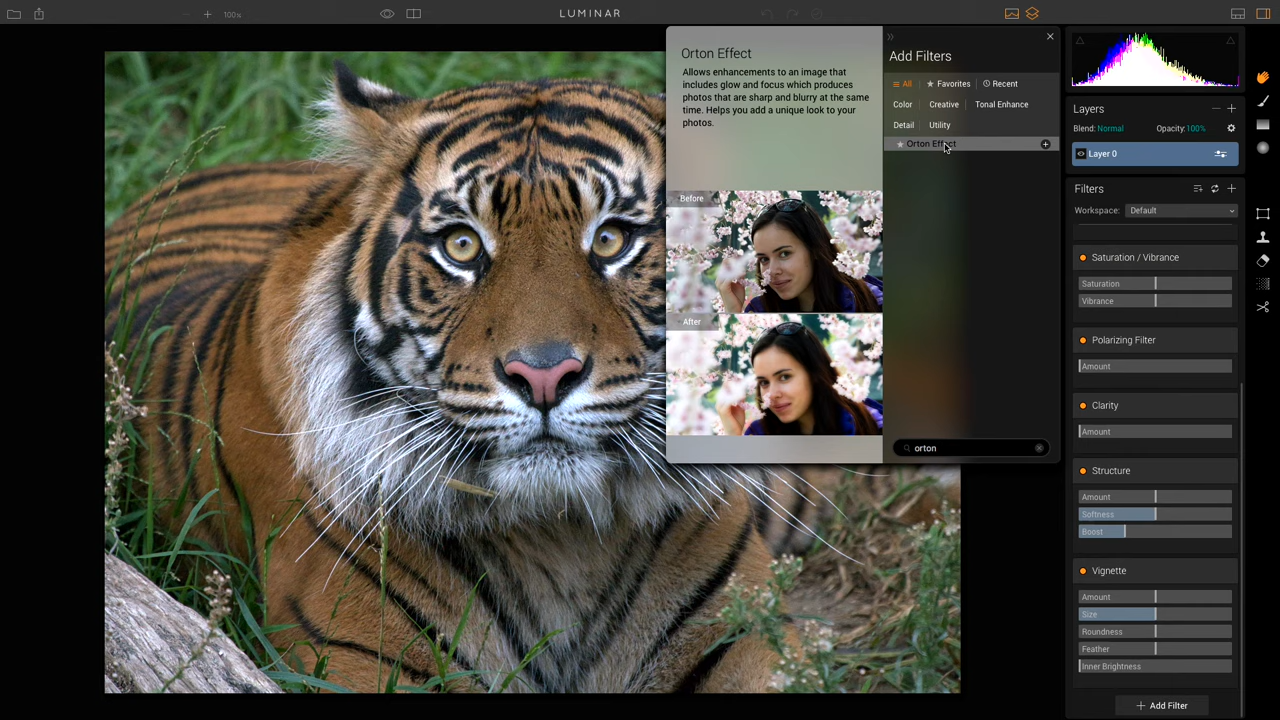 100%
LUMINAR
Orton Effect
Allows enhancements to an image that
includes glow and focus which produces
photos that are sharp and blurry at the same
time. Helps you add a unique look to your
photos.
Before
After
Add Filters
All
Favorites
Recent
Color
Creative
Tonal Enhance
Detail
Utility
Orton Effect
orton
Layers
Blend: Normal
Opacity: 100%
Layer 0
Filters
Workspace: Default
Saturation / Vibrance
Saturation
Vibrance
Polarizing Filter
Amount
Clarity
Amount
Structure
Amount
Softness
Boost
Vignette
Amount
Size
Roundness
Feather
Inner Brightness
Add Filter